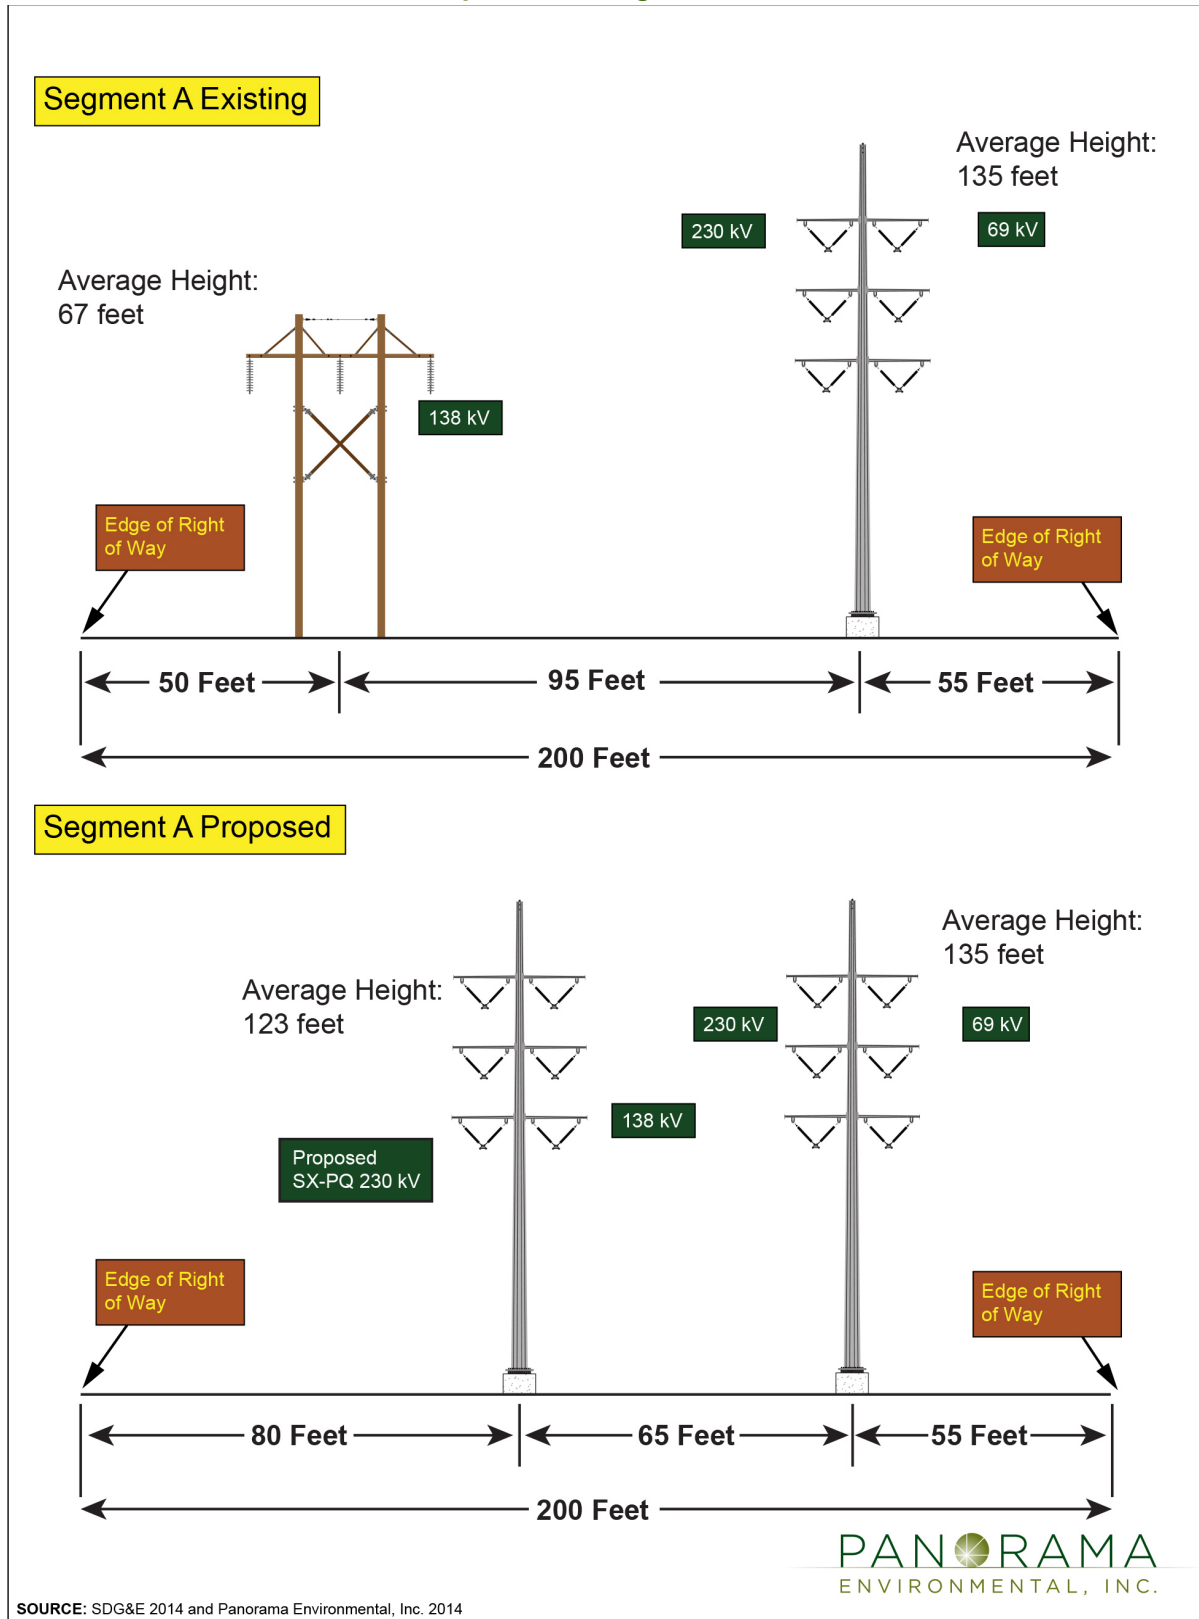 Segment A Existing
Average Height:
135 feet
230 kV
69 kV
Average Height:
67 feet
138 kV
Edge of Right
of Way
Edge of Right
of Way
50 Feet
95 Feet
55 Feet
200 Feet
Segment A Proposed
Average Height:
135 feet
Average Height:
123 feet
230 kV
69 kV
138 kV
Proposed
SX-PQ 230 kV
Edge of Right
of Way
Edge of Right
of Way
80 Feet
65 Feet
55 Feet
200 Feet
PANORAMA
ENVIRONMENTAL, INC.
SOURCE: SDG&E 2014 and Panorama Environmental, Inc. 2014